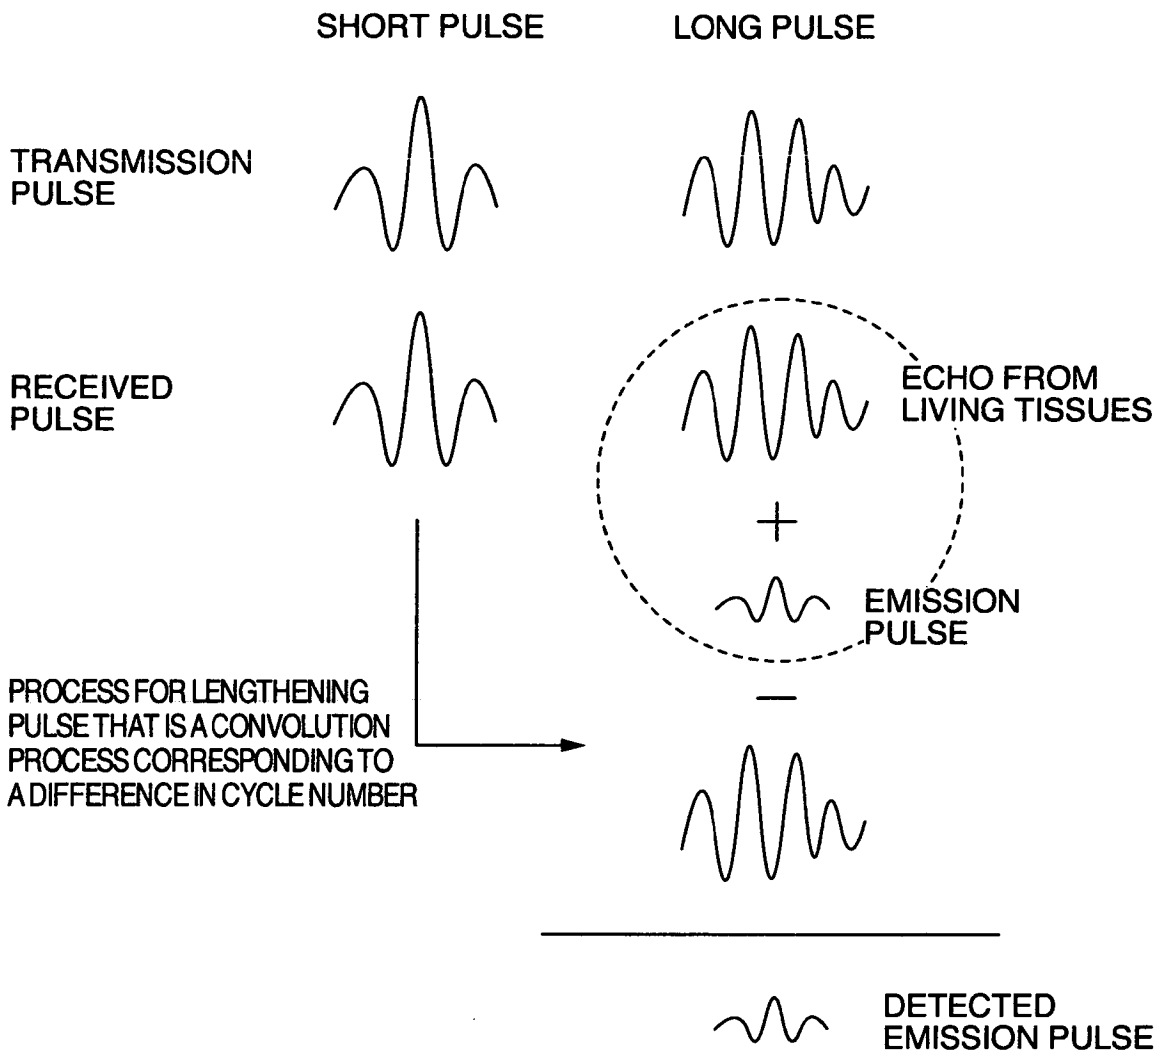 SHORT PULSE
LONG PULSE
TRANSMISSION
PULSE
RECEIVED
PULSE
ECHO FROM
LIVING TISSUES
+
EMISSION
PULSE
PROCESS FOR LENGTHENING
PULSE THAT IS A CONVOLUTION
PROCESS CORRESPONDING TO
A DIFFERENCE IN CYCLE NUMBER
−
DETECTED
EMISSION PULSE